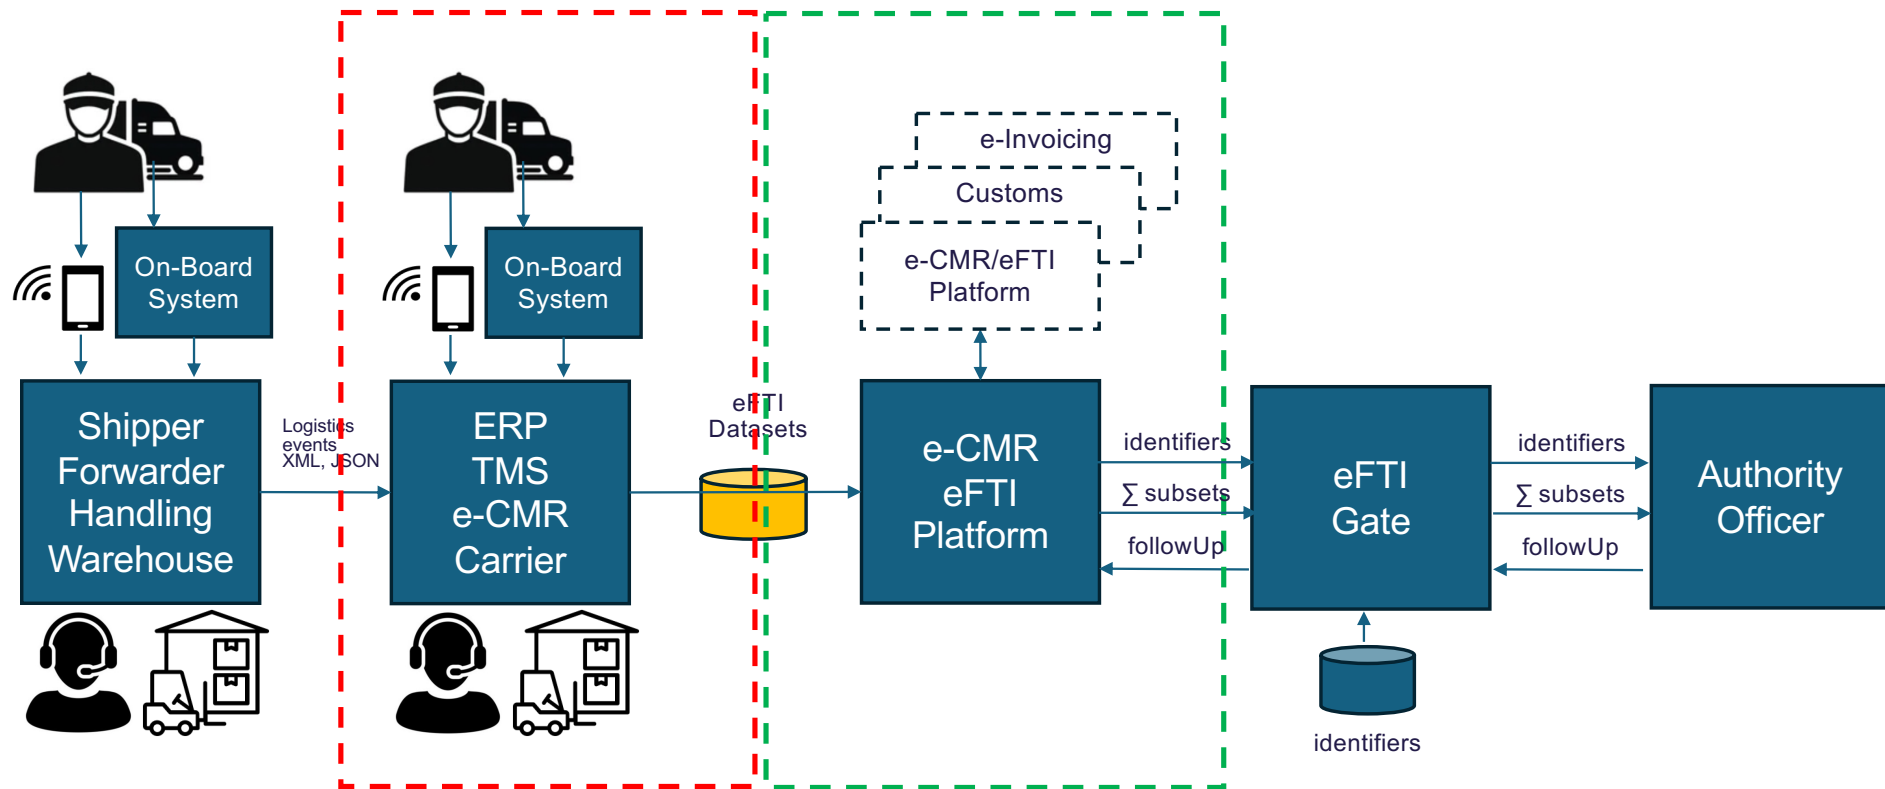 e-Invoicing
Customs
e-CMR/eFTI
Platform
On-Board
System
On-Board
System
Shipper
Forwarder
Handling
Warehouse
Logistics
events
XML, JSON
ERP
TMS
e-CMR
Carrier
eFTI
Datasets
e-CMR
eFTI
Platform
identifiers
∑ subsets
followUp
eFTI
Gate
identifiers
∑ subsets
followUp
Authority
Officer
identifiers